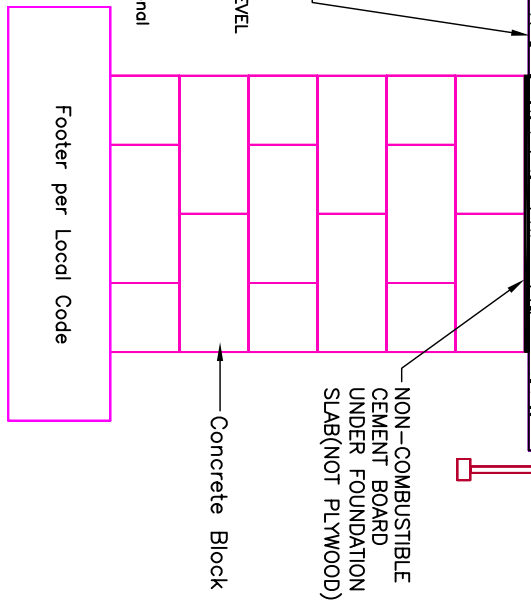 EVEL
nal
NON-COMBUSTIBLE
CEMENT BOARD
UNDER FOUNDATION
SLAB(NOT PLYWOOD)
Concrete Block
Footer per Local Code